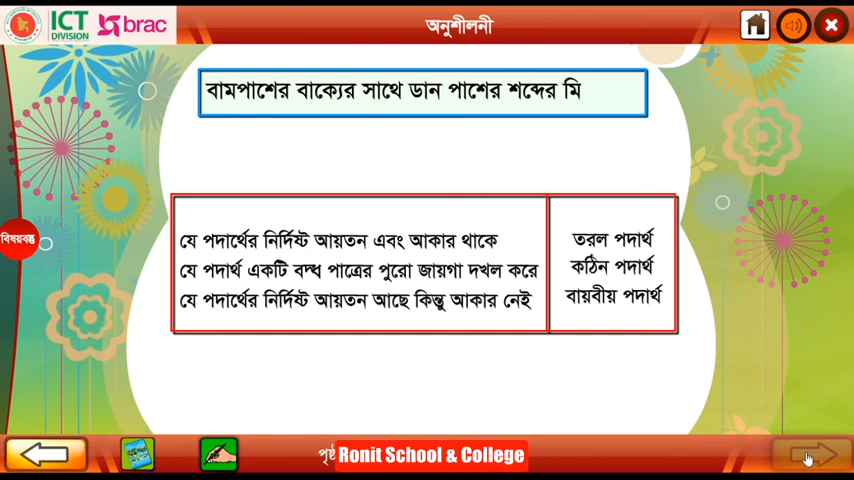 ICT
DIVISION
brac
অনুশীলনী
বামপাশের বাক্যের সাথে ডান পাশের শব্দের মি
যে পদার্থের নির্দিষ্ট আয়তন এবং আকার থাকে
তরল পদার্থ
যে পদার্থ একটি বদ্ধ পাত্রের পুরো জায়গা দখল করে
কঠিন পদার্থ
যে পদার্থের নির্দিষ্ট আয়তন আছে কিন্তু আকার নেই
বায়বীয় পদার্থ
বিষয়বস্তু
Ronit School & College